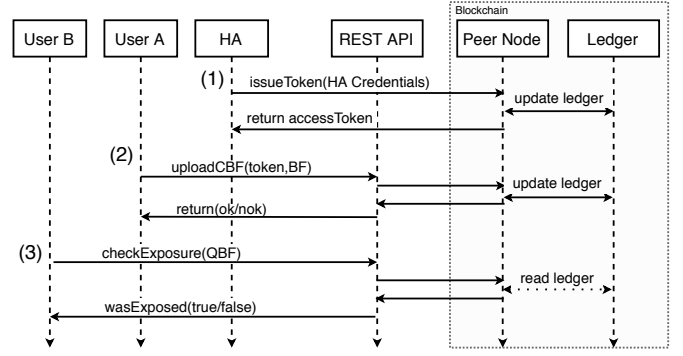 Blockchain
User B
User A
HA
REST API
Peer Node
Ledger
(1)
issueToken(HA Credentials)
update ledger
return accessToken
(2)
uploadCBF(token,BF)
update ledger
return(ok/nok)
(3)
checkExposure(QBF)
read ledger
wasExposed(true/false)